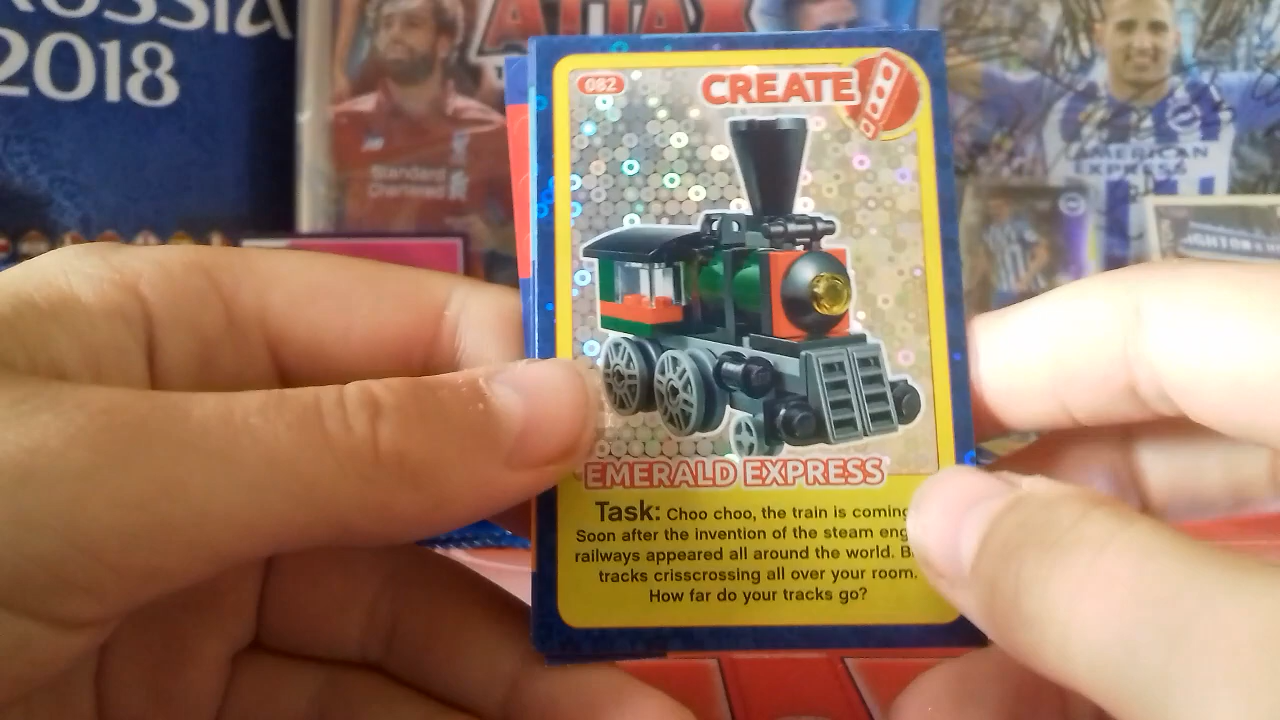 RUSSIA
2018
ATTAX
Standard
Chartered
AMERICAN
EXPRESS
082
CREATE
EMERALD EXPRESS
Task: Choo choo, the train is coming
Soon after the invention of the steam eng
railways appeared all around the world. B
tracks crisscrossing all over your room.
How far do your tracks go?